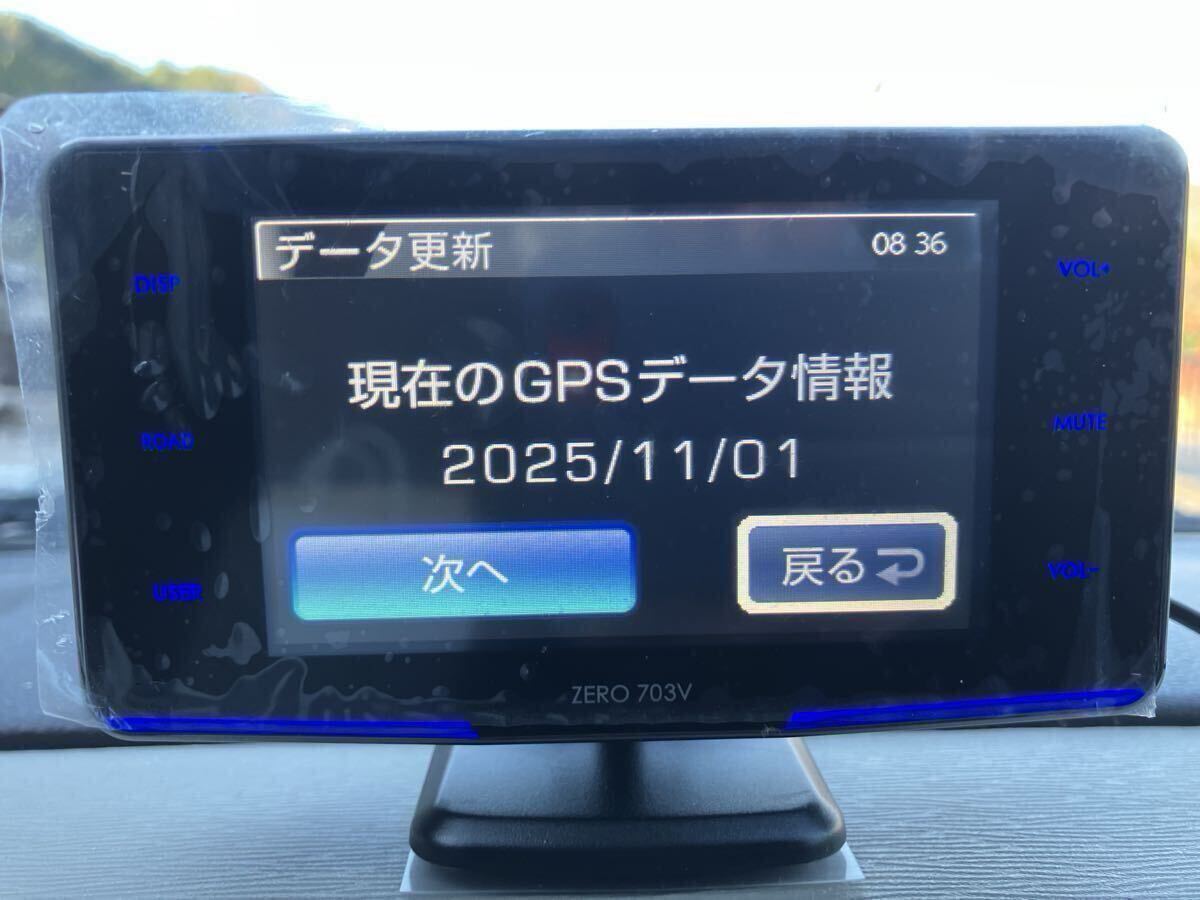 データ更新
08 36
DISP
VOL+
現在のGPSデータ情報
2025/11/01
ROAD
MUTE
次へ
戻る
USER
VOL-
ZERO 703V